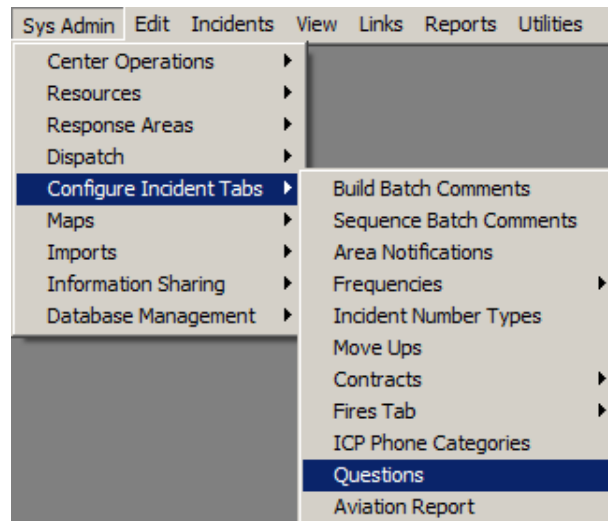 Sys Admin Edit Incidents View Links Reports Utilities
Center Operations
Resources
Response Areas
Dispatch
Configure Incident Tabs
Maps
Imports
Information Sharing
Database Management
Build Batch Comments
Sequence Batch Comments
Area Notifications
Frequencies
Incident Number Types
Move Ups
Contracts
Fires Tab
ICP Phone Categories
Questions
Aviation Report